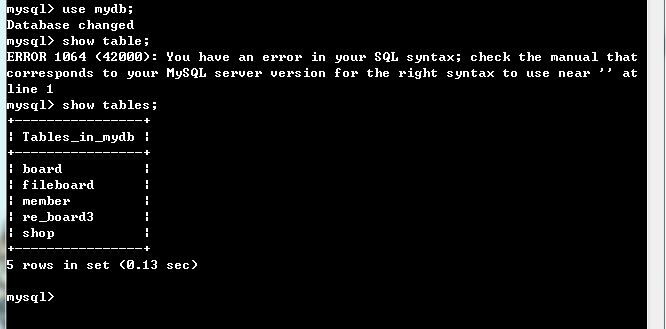 mysql> use mydb;
Database changed
mysql> show table;
ERROR 1064 (42000): You have an error in your SQL syntax; check the manual that
corresponds to your MySQL server version for the right syntax to use near '' at
line 1
mysql> show tables;
+----------------+
| Tables_in_mydb |
+----------------+
| board          |
| fileboard      |
| member         |
| re_board3      |
| shop           |
+----------------+
5 rows in set (0.13 sec)
mysql>